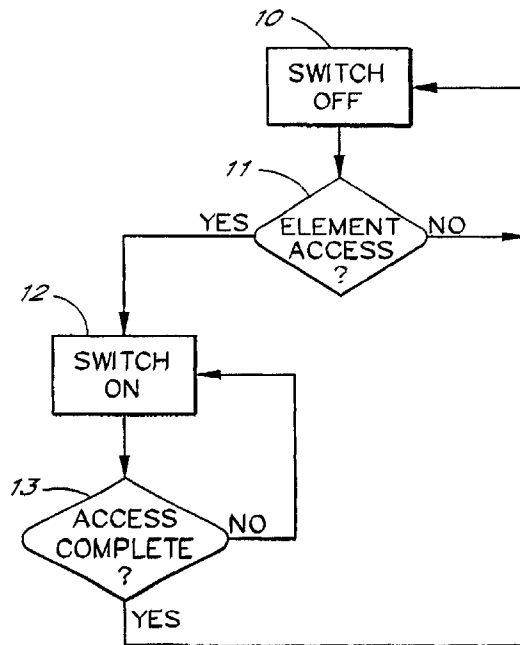 10
SWITCH
OFF
11
YES
ELEMENT
ACCESS
?
NO
12
SWITCH
ON
13
ACCESS
COMPLETE
?
NO
YES